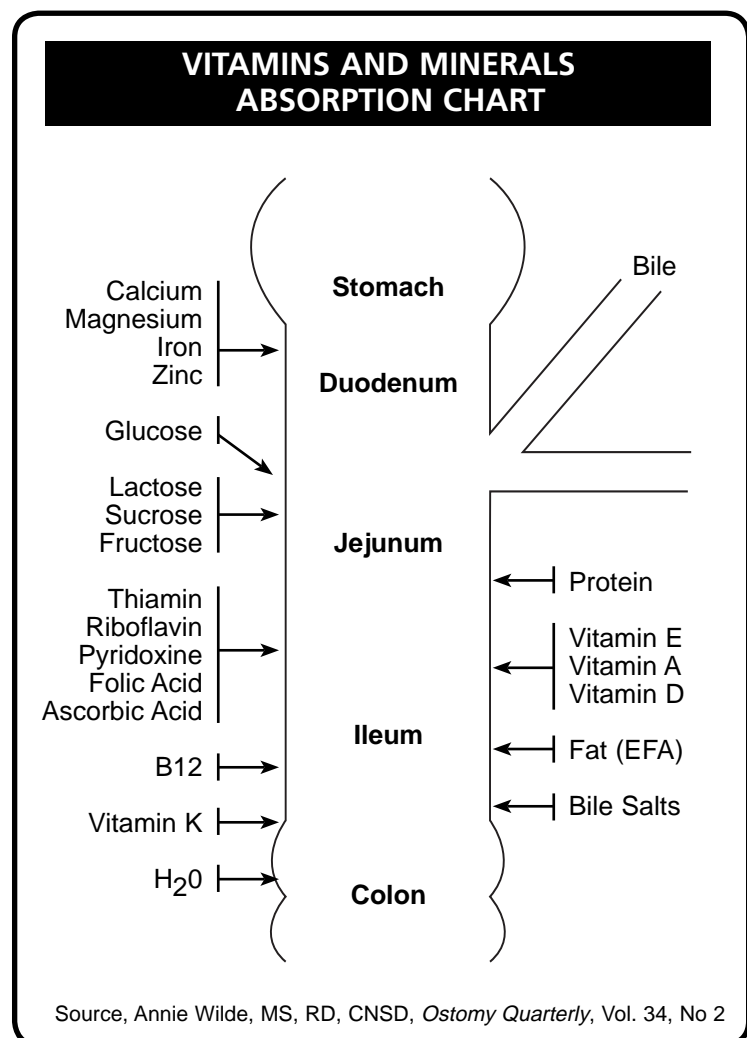 VITAMINS AND MINERALS
ABSORPTION CHART
Bile
Stomach
Calcium
Magnesium
Iron
Zinc
Duodenum
Glucose
Lactose
Sucrose
Fructose
Jejunum
Protein
Thiamin
Riboflavin
Pyridoxine
Folic Acid
Ascorbic Acid
Vitamin E
Vitamin A
Vitamin D
Ileum
Fat (EFA)
B12
Bile Salts
Vitamin K
H20
Colon
Source, Annie Wilde, MS, RD, CNSD, Ostomy Quarterly, Vol. 34, No 2